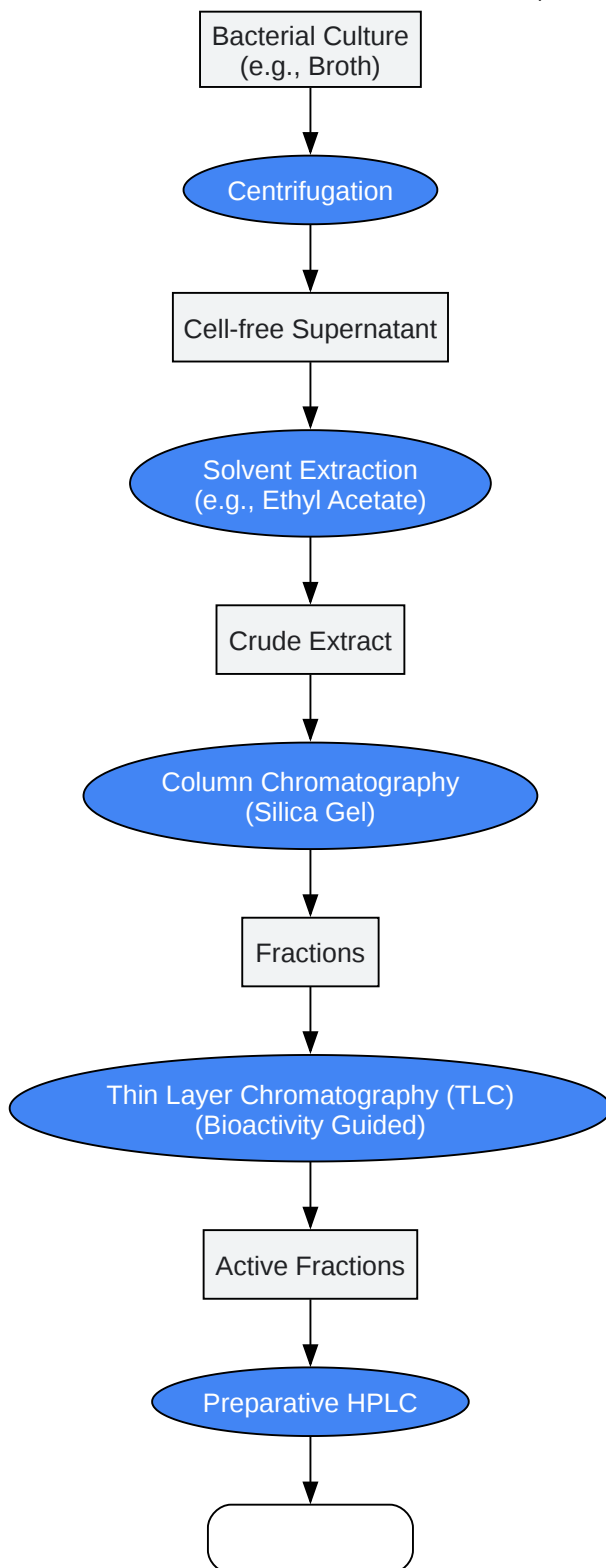 Bacterial Culture
(e.g., Broth)
Centrifugation
Cell-free Supernatant
Solvent Extraction
(e.g., Ethyl Acetate)
Crude Extract
Column Chromatography
(Silica Gel)
Fractions
Thin Layer Chromatography (TLC)
(Bioactivity Guided)
Active Fractions
Preparative HPLC